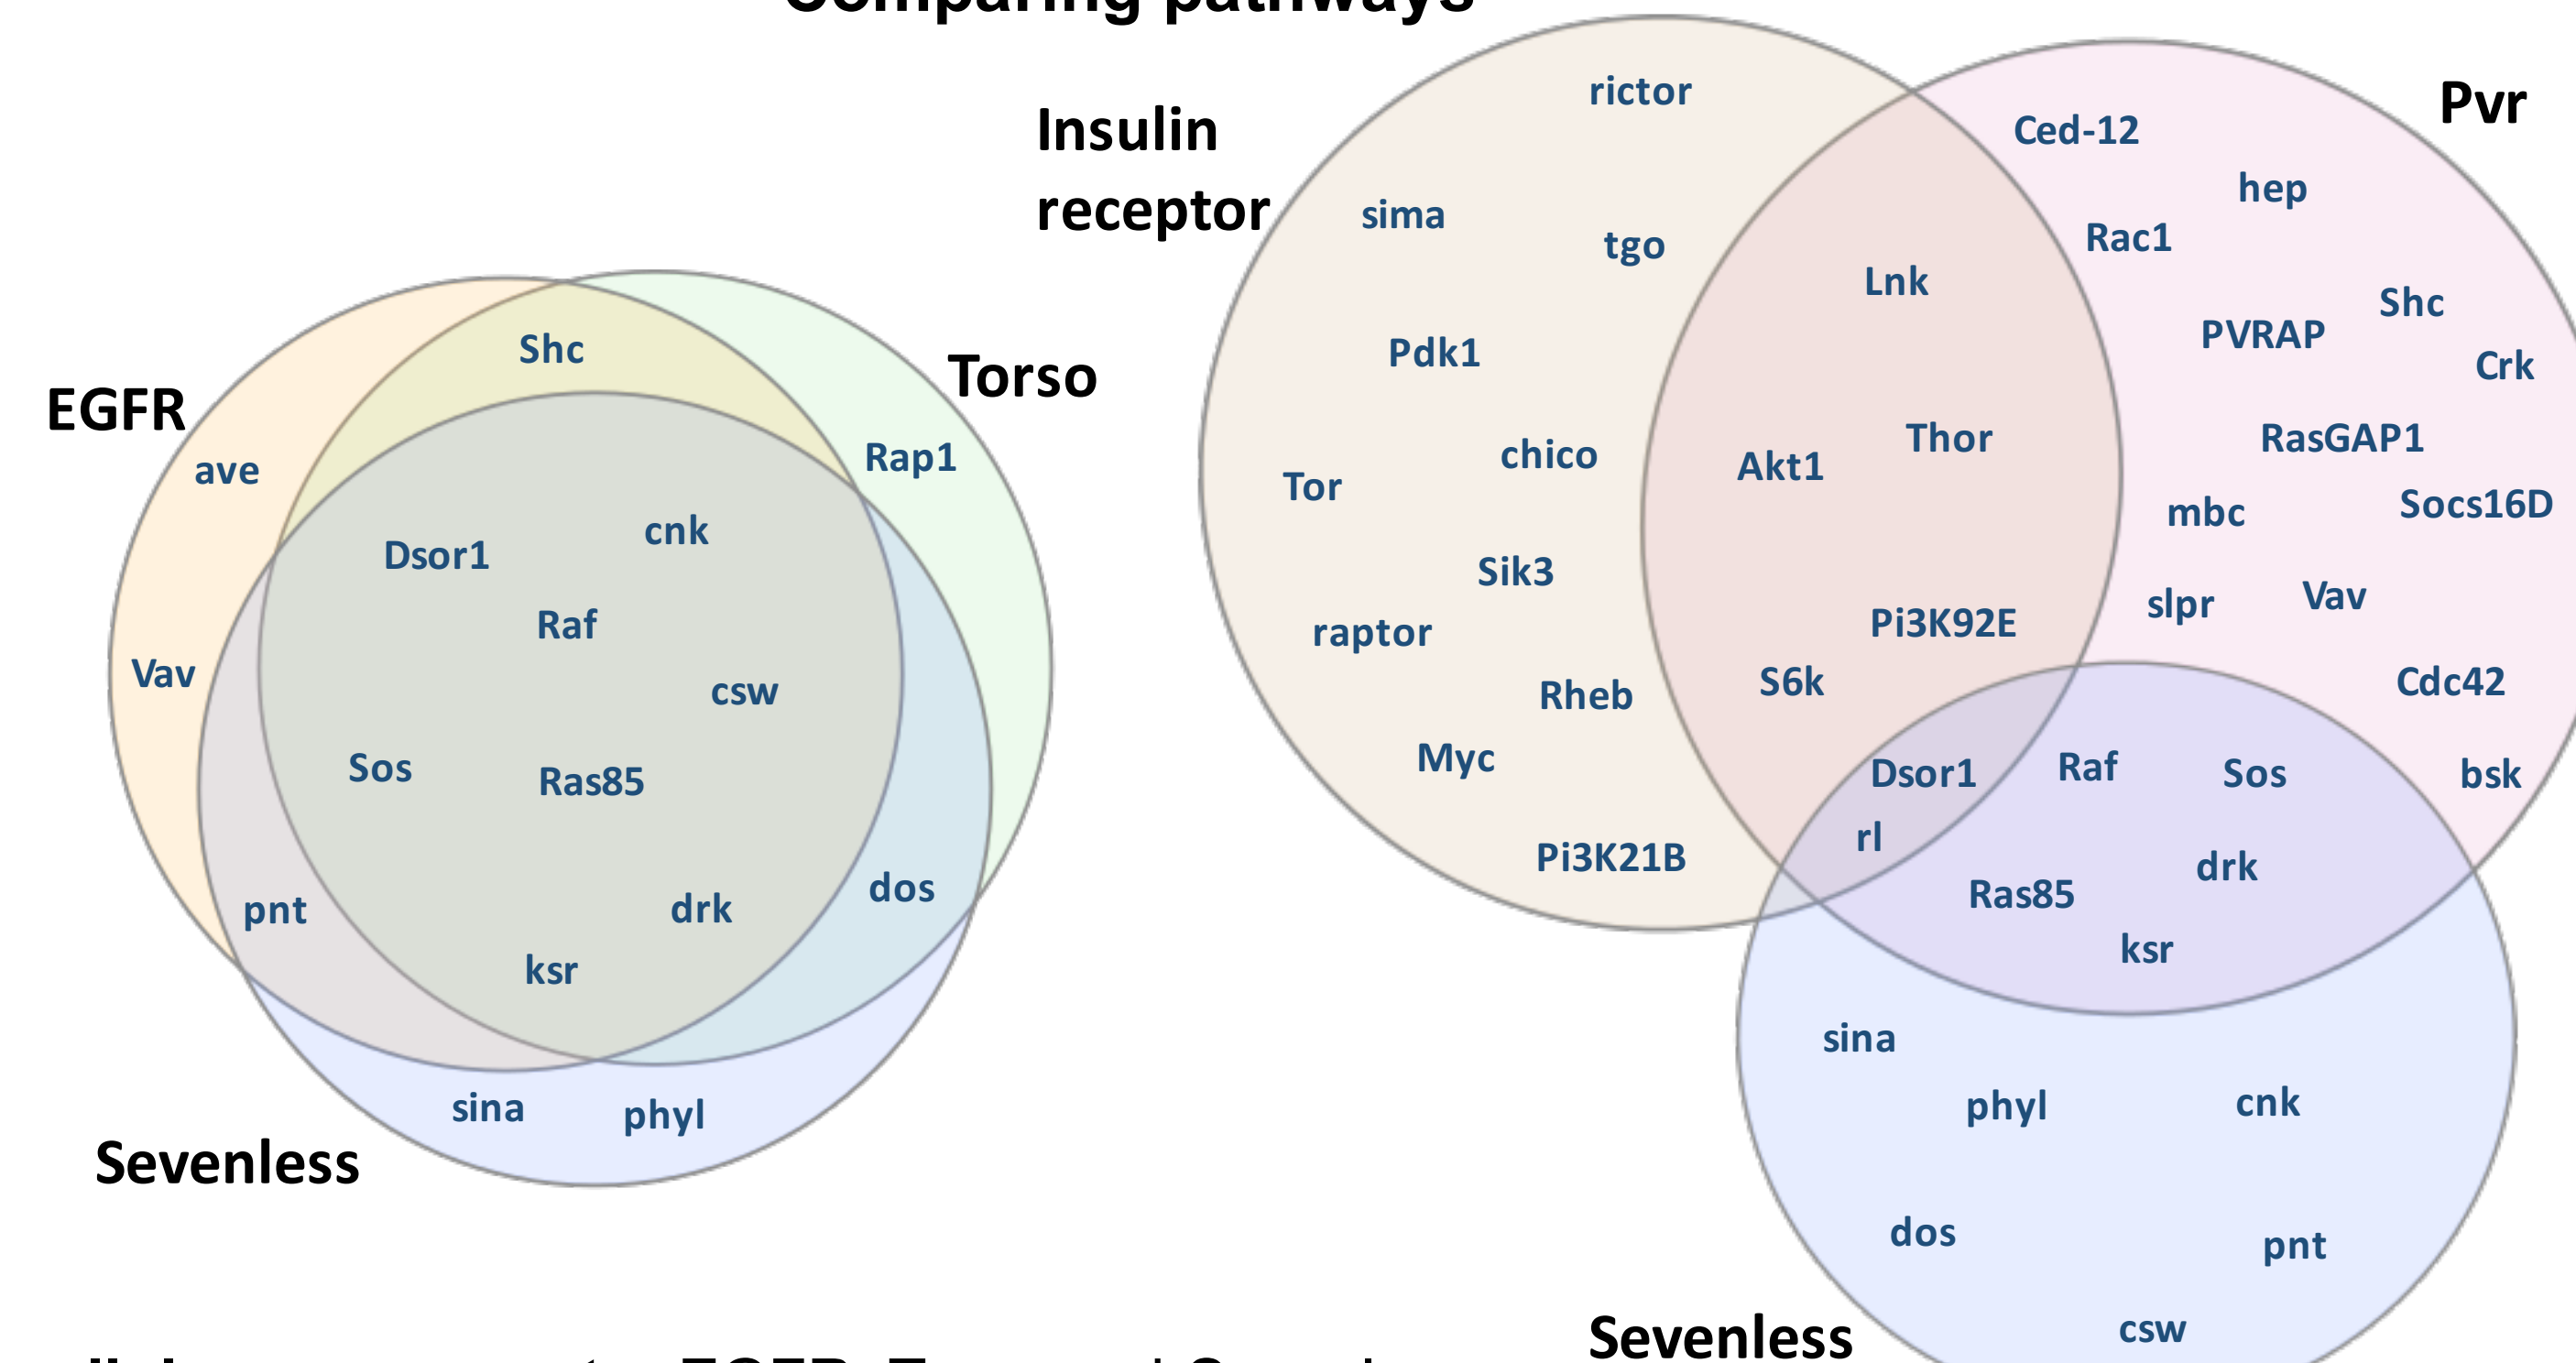 Comparing pathways
Insulin
receptor
Pvr
EGFR
Torso
Sevenless
Shc
ave
Rap1
cnk
Dsor1
Raf
Vav
csw
Sos
Ras85
pnt
drk
dos
ksr
sina
phyl
rictor
sima
tgo
Pdk1
chico
Tor
Sik3
raptor
Rheb
Myc
Pi3K21B
Lnk
Thor
Akt1
Pi3K92E
S6k
Ced-12
hep
Rac1
Shc
PVRAP
Crk
RasGAP1
Socs16D
mbc
slpr
Vav
Cdc42
bsk
Dsor1
rl
Raf
Sos
drk
Ras85
ksr
sina
phyl
cnk
dos
pnt
csw
Sevenless